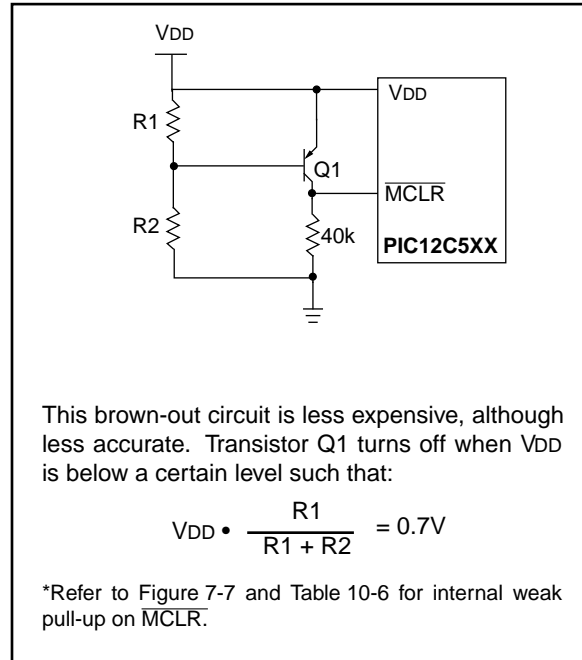 VDD
VDD
R1
Q1
MCLR
R2
40k
PIC12C5XX
This brown-out circuit is less expensive, although
less accurate. Transistor Q1 turns off when VDD
is below a certain level such that:
VDD • R1 / R1 + R2 = 0.7V
*Refer to Figure 7-7 and Table 10-6 for internal weak
pull-up on MCLR.